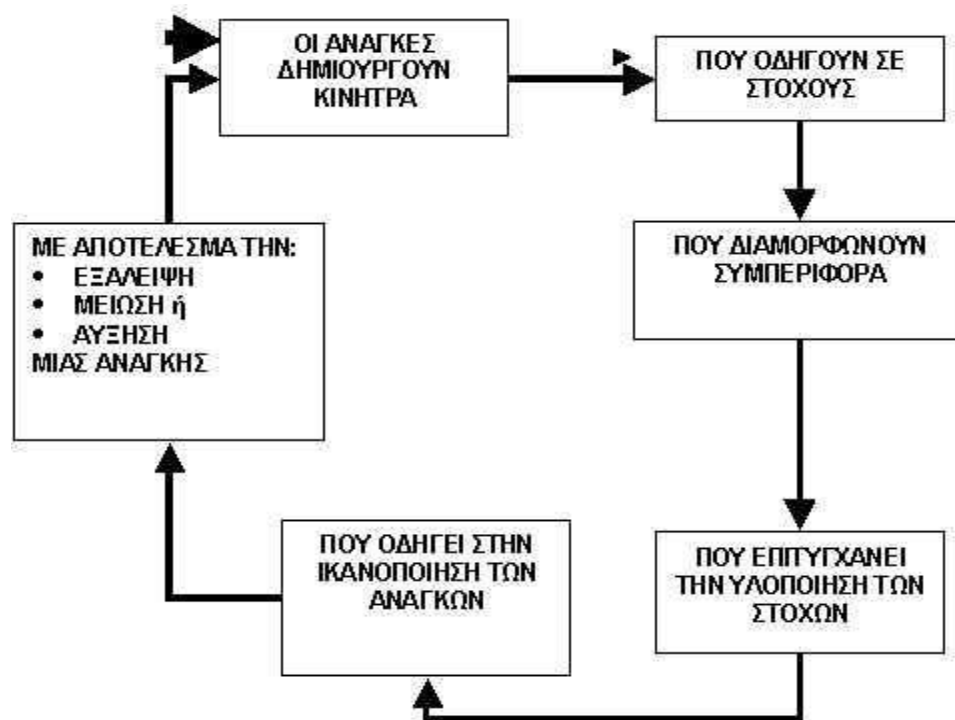 ΟΙ ΑΝΑΓΚΕΣ
ΔΗΜΙΟΥΡΓΟΥΝ
ΚΙΝΗΤΡΑ
ΠΟΥ ΟΔΗΓΟΥΝ ΣΕ
ΣΤΟΧΟΥΣ
ΠΟΥ ΔΙΑΜΟΡΦΩΝΟΥΝ
ΣΥΜΠΕΡΙΦΟΡΑ
ΠΟΥ ΕΠΙΤΥΓΧΑΝΕΙ
ΤΗΝ ΥΛΟΠΟΙΗΣΗ ΤΩΝ
ΣΤΟΧΩΝ
ΠΟΥ ΟΔΗΓΕΙ ΣΤΗΝ
ΙΚΑΝΟΠΟΙΗΣΗ ΤΩΝ
ΑΝΑΓΚΩΝ
ΜΕ ΑΠΟΤΕΛΕΣΜΑ ΤΗΝ:
• ΕΞΑΛΕΙΨΗ
• ΜΕΙΩΣΗ ή
• ΑΥΞΗΣΗ
ΜΙΑΣ ΑΝΑΓΚΗΣ